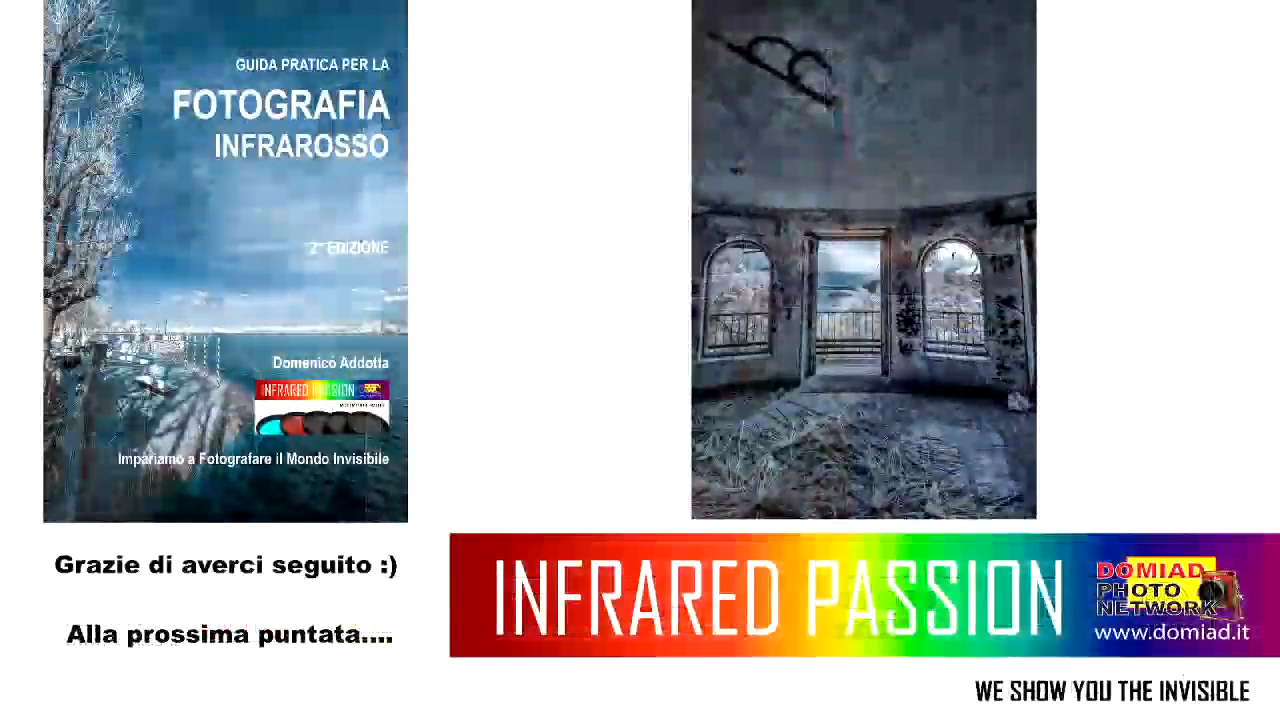 GUIDA PRATICA PER LA
FOTOGRAFIA
INFRAROSSO
2° EDIZIONE
Domenico Addotta
INFRARED PASSION
Impariamo a Fotografare il Mondo Invisibile
Grazie di averci seguito :)
Alla prossima puntata....
INFRARED PASSION
DOMIAD
PHOTO
NETWORK
www.domiad.it
WE SHOW YOU THE INVISIBLE